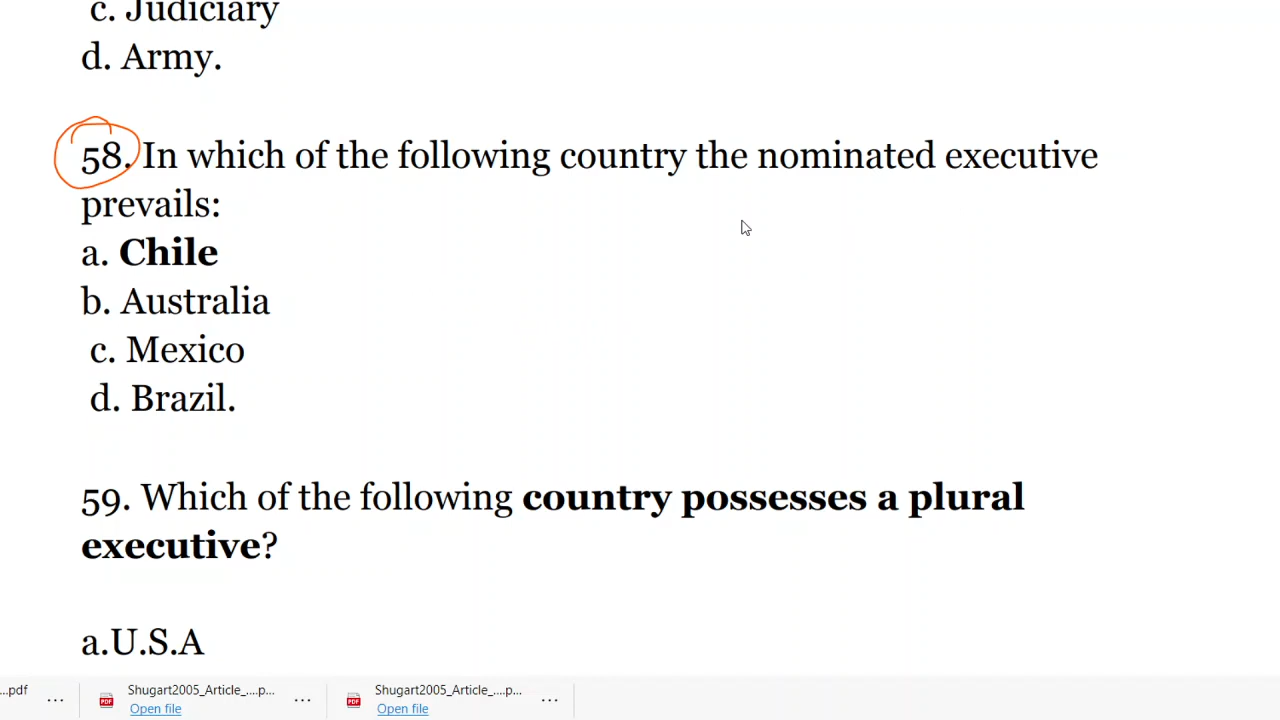 c. Judiciary
d. Army.
58. In which of the following country the nominated executive
prevails:
a. Chile
b. Australia
c. Mexico
d. Brazil.
59. Which of the following country possesses a plural
executive?
a.U.S.A
...pdf ... Shugart2005_Article_....p... ... Shugart2005_Article_....p... ...
Open file Open file